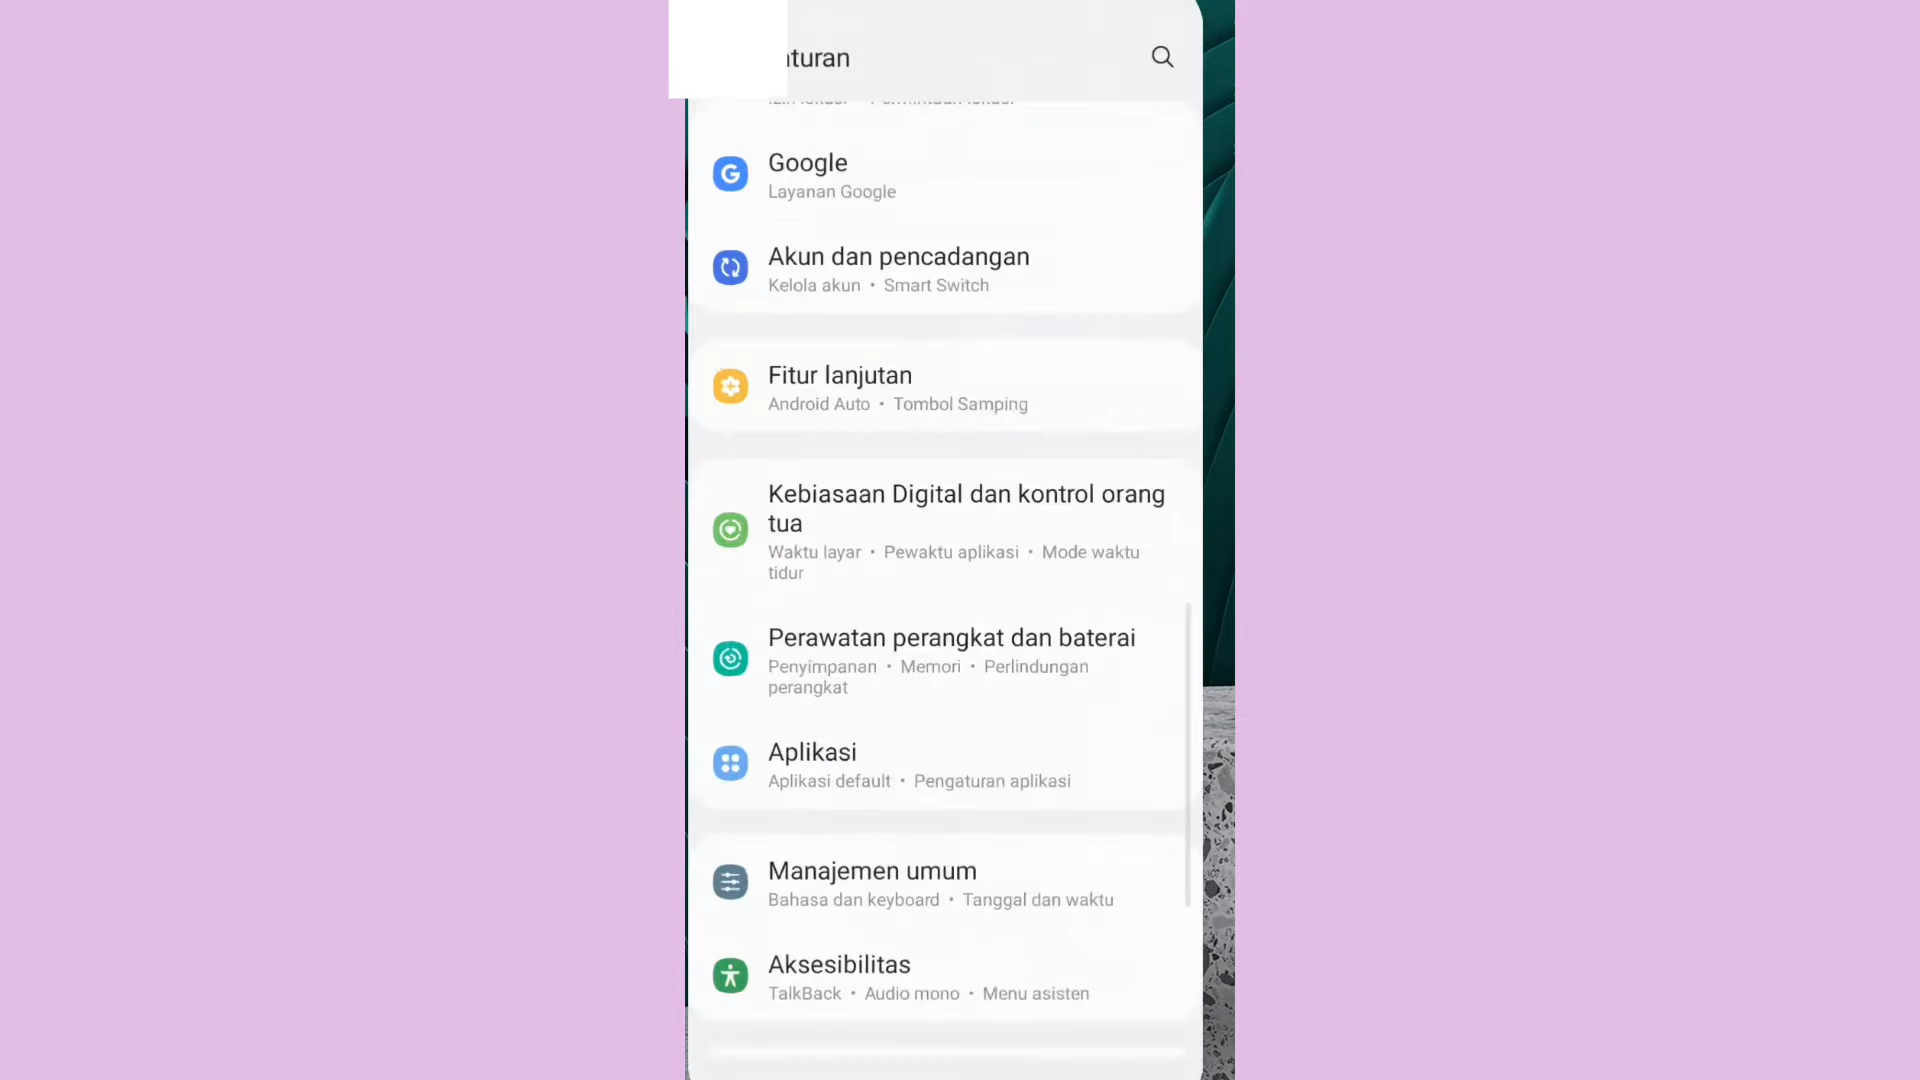 turan
Google
Layanan Google
Akun dan pencadangan
Kelola akun • Smart Switch
Fitur lanjutan
Android Auto • Tombol Samping
Kebiasaan Digital dan kontrol orang
tua
Waktu layar • Pewaktu aplikasi • Mode waktu
tidur
Perawatan perangkat dan baterai
Penyimpanan • Memori • Perlindungan
perangkat
Aplikasi
Aplikasi default • Pengaturan aplikasi
Manajemen umum
Bahasa dan keyboard • Tanggal dan waktu
Aksesibilitas
TalkBack • Audio mono • Menu asisten